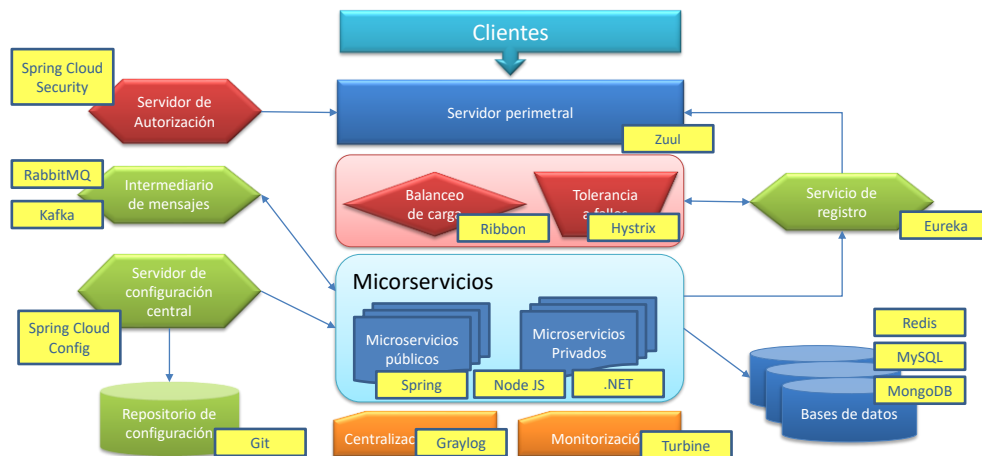 Clientes
Spring Cloud
Security
Servidor de
Autorización
Servidor perimetral
Zuul
RabbitMQ
Kafka
Intermediario
de mensajes
Balanceo
de carga
Ribbon
Tolerancia
a fallos
Hystrix
Servicio de
registro
Eureka
Servidor de
configuración
central
Spring Cloud
Config
Micorservicios
Microservicios
públicos
Microservicios
Privados
Spring
Node JS
.NET
Redis
MySQL
MongoDB
Bases de datos
Repositorio de
configuración
Git
Graylog
Monitorización
Turbine